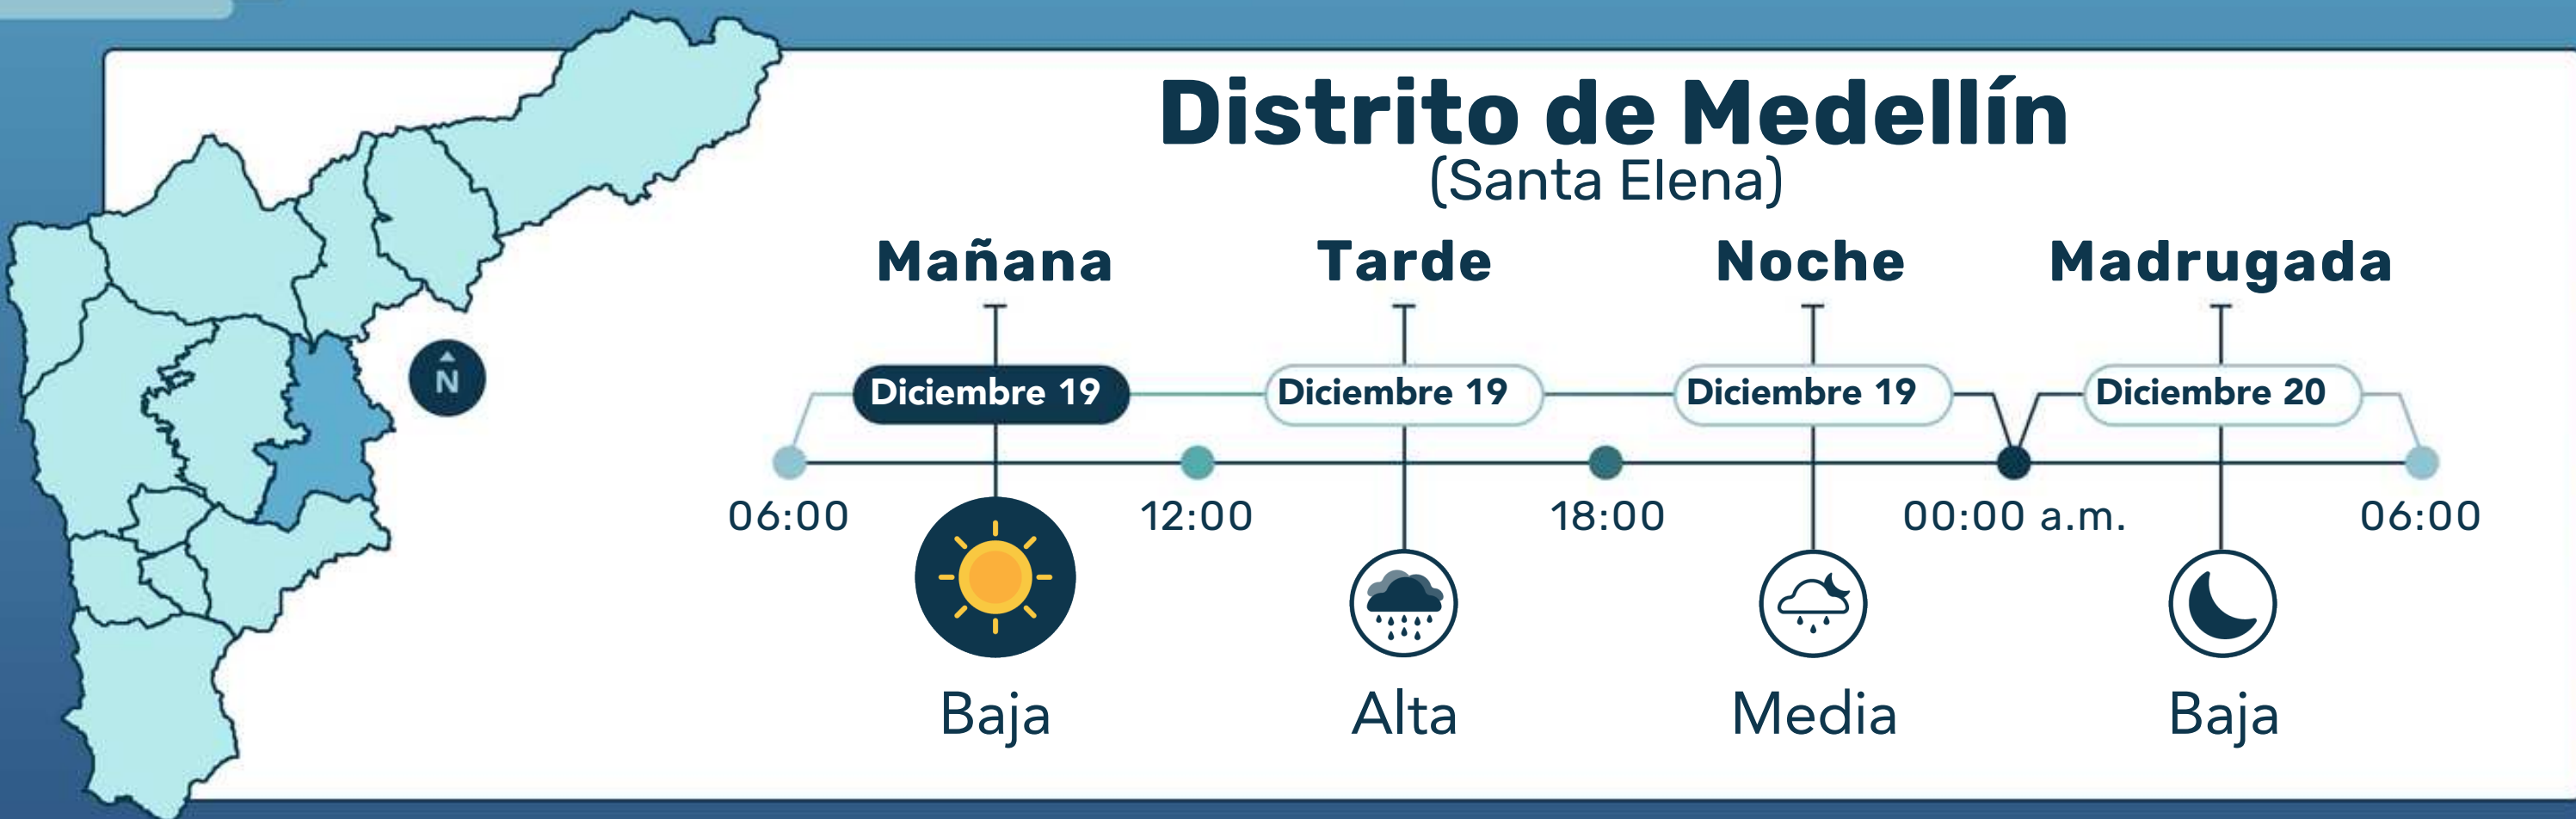 Distrito de Medellín
(Santa Elena)
Mañana Tarde Noche Madrugada
Diciembre 19 Diciembre 19 Diciembre 19 Diciembre 20
N
06:00 12:00 18:00 00:00 a.m. 06:00
Baja Alta Media Baja